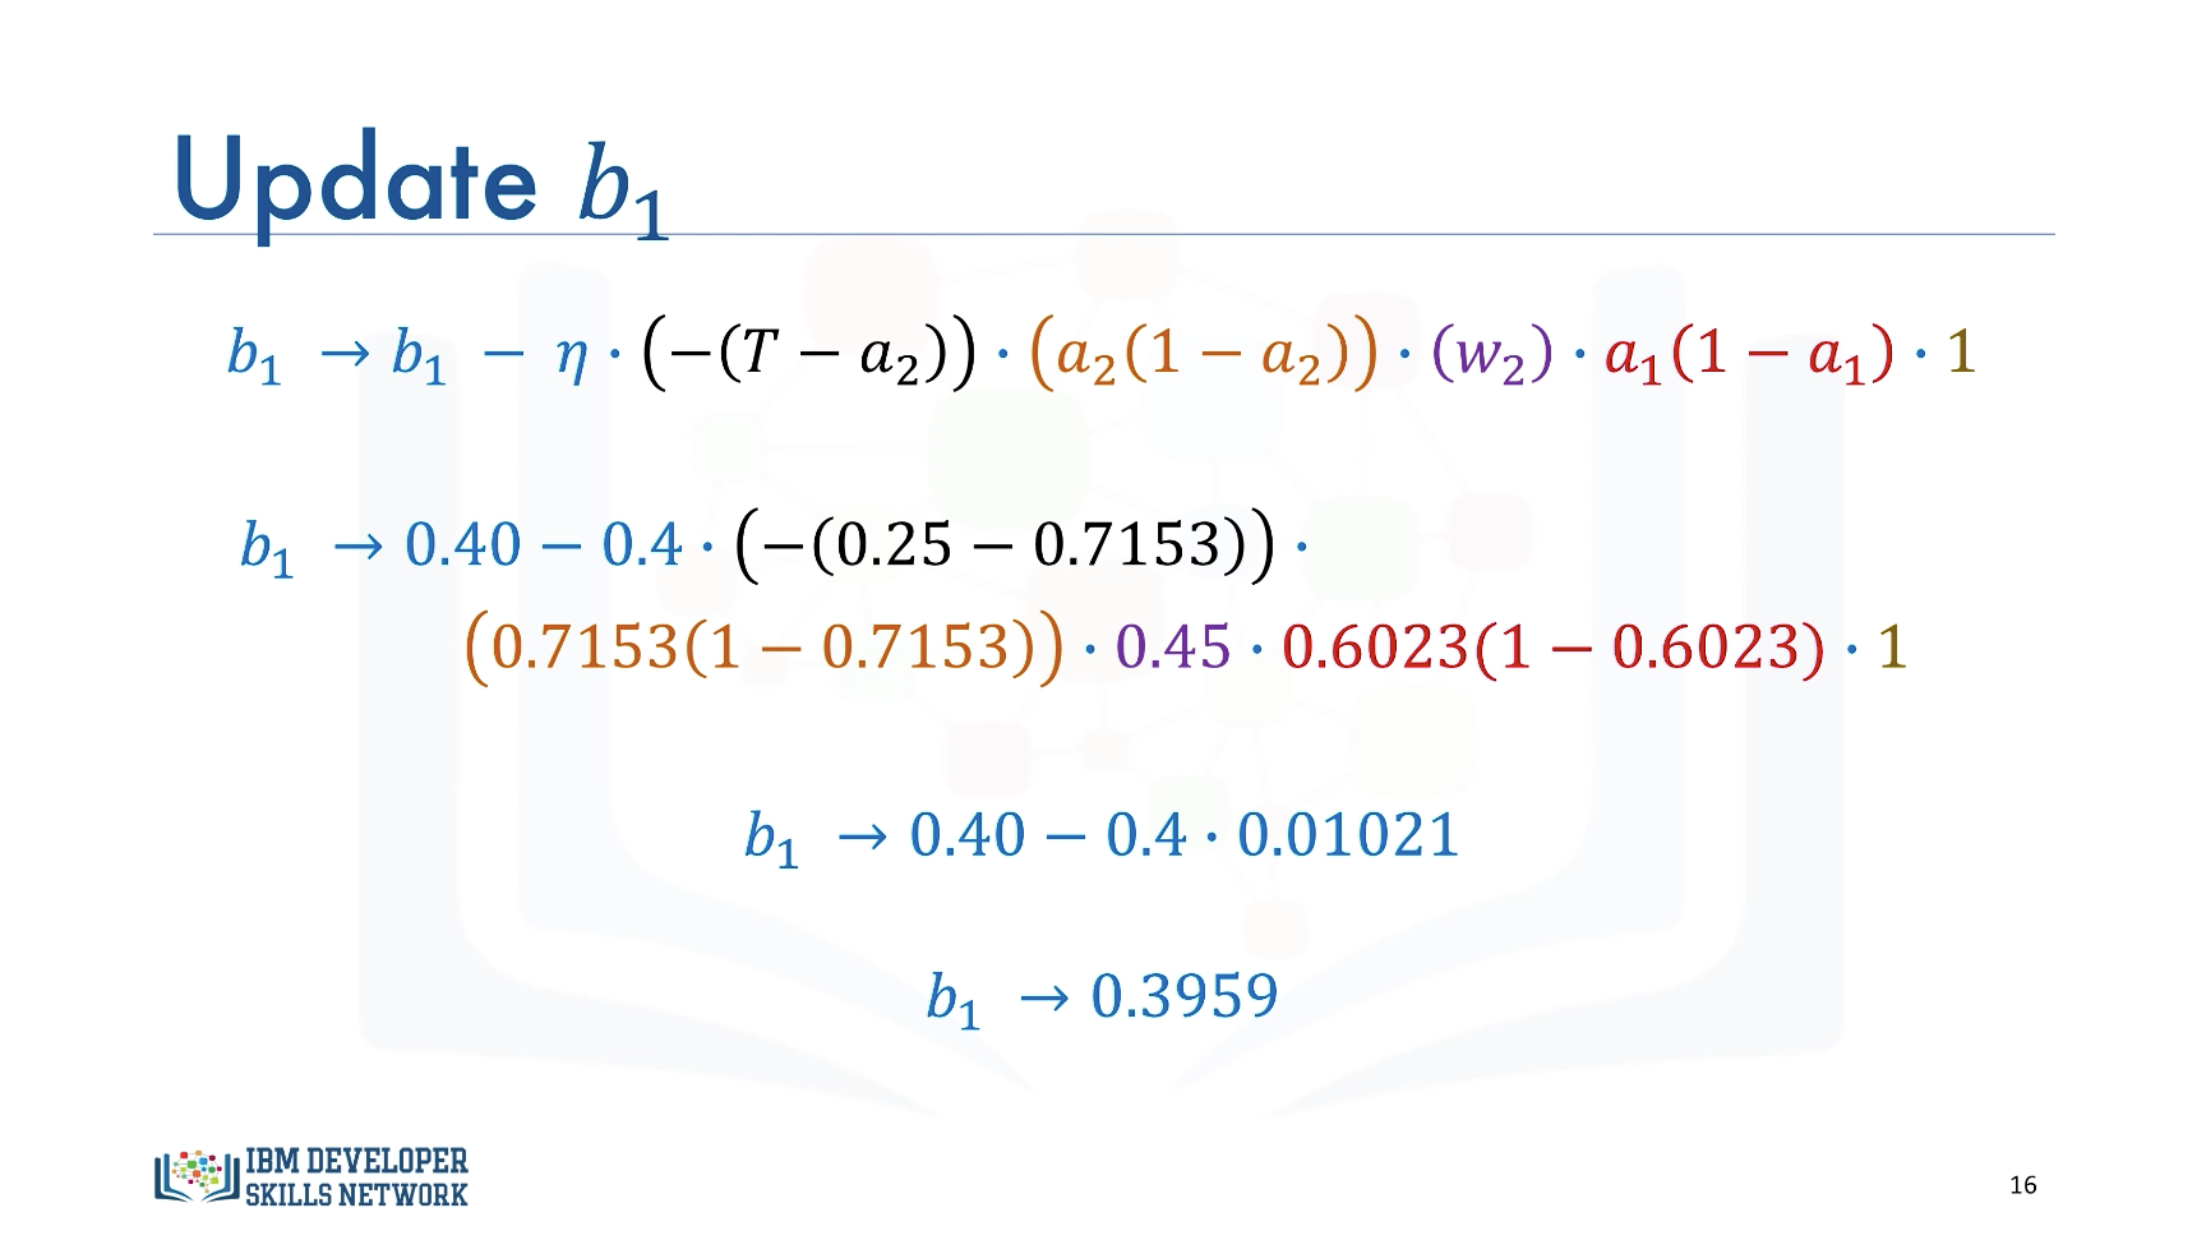 Update b₁
b₁ → b₁ − η · (−(T − a₂)) · (a₂(1 − a₂)) · (w₂) · a₁(1 − a₁) · 1
b₁ → 0.40 − 0.4 · (−(0.25 − 0.7153)) ·
(0.7153(1 − 0.7153)) · 0.45 · 0.6023(1 − 0.6023) · 1
b₁ → 0.40 − 0.4 · 0.01021
b₁ → 0.3959
IBM DEVELOPER
SKILLS NETWORK
16